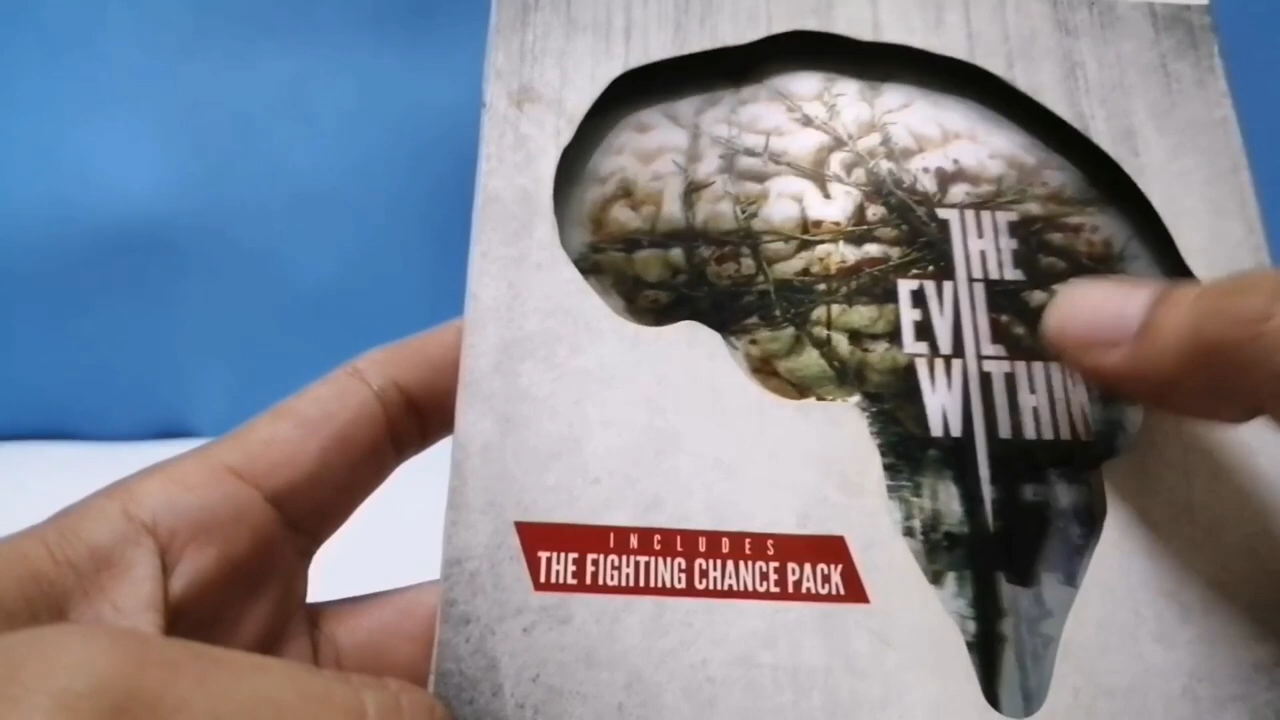 THE
EVIL
WITHIN
INCLUDES
THE FIGHTING CHANCE PACK